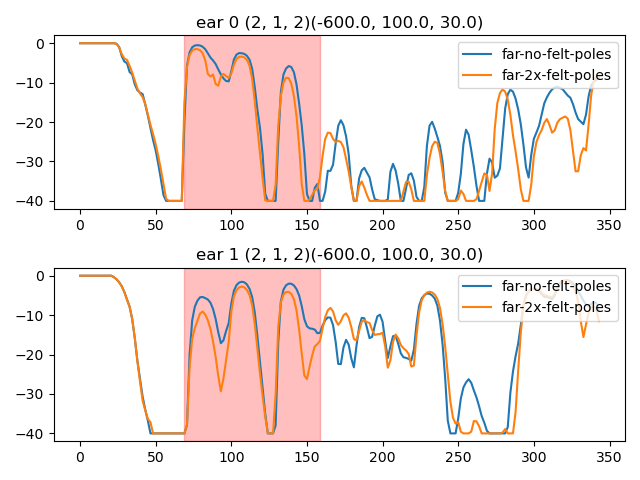 ear 0 (2, 1, 2)(-600.0, 100.0, 30.0)
0
−10
−20
−30
−40
far-no-felt-poles
far-2x-felt-poles
0 50 100 150 200 250 300 350
ear 1 (2, 1, 2)(-600.0, 100.0, 30.0)
0
−10
−20
−30
−40
far-no-felt-poles
far-2x-felt-poles
0 50 100 150 200 250 300 350